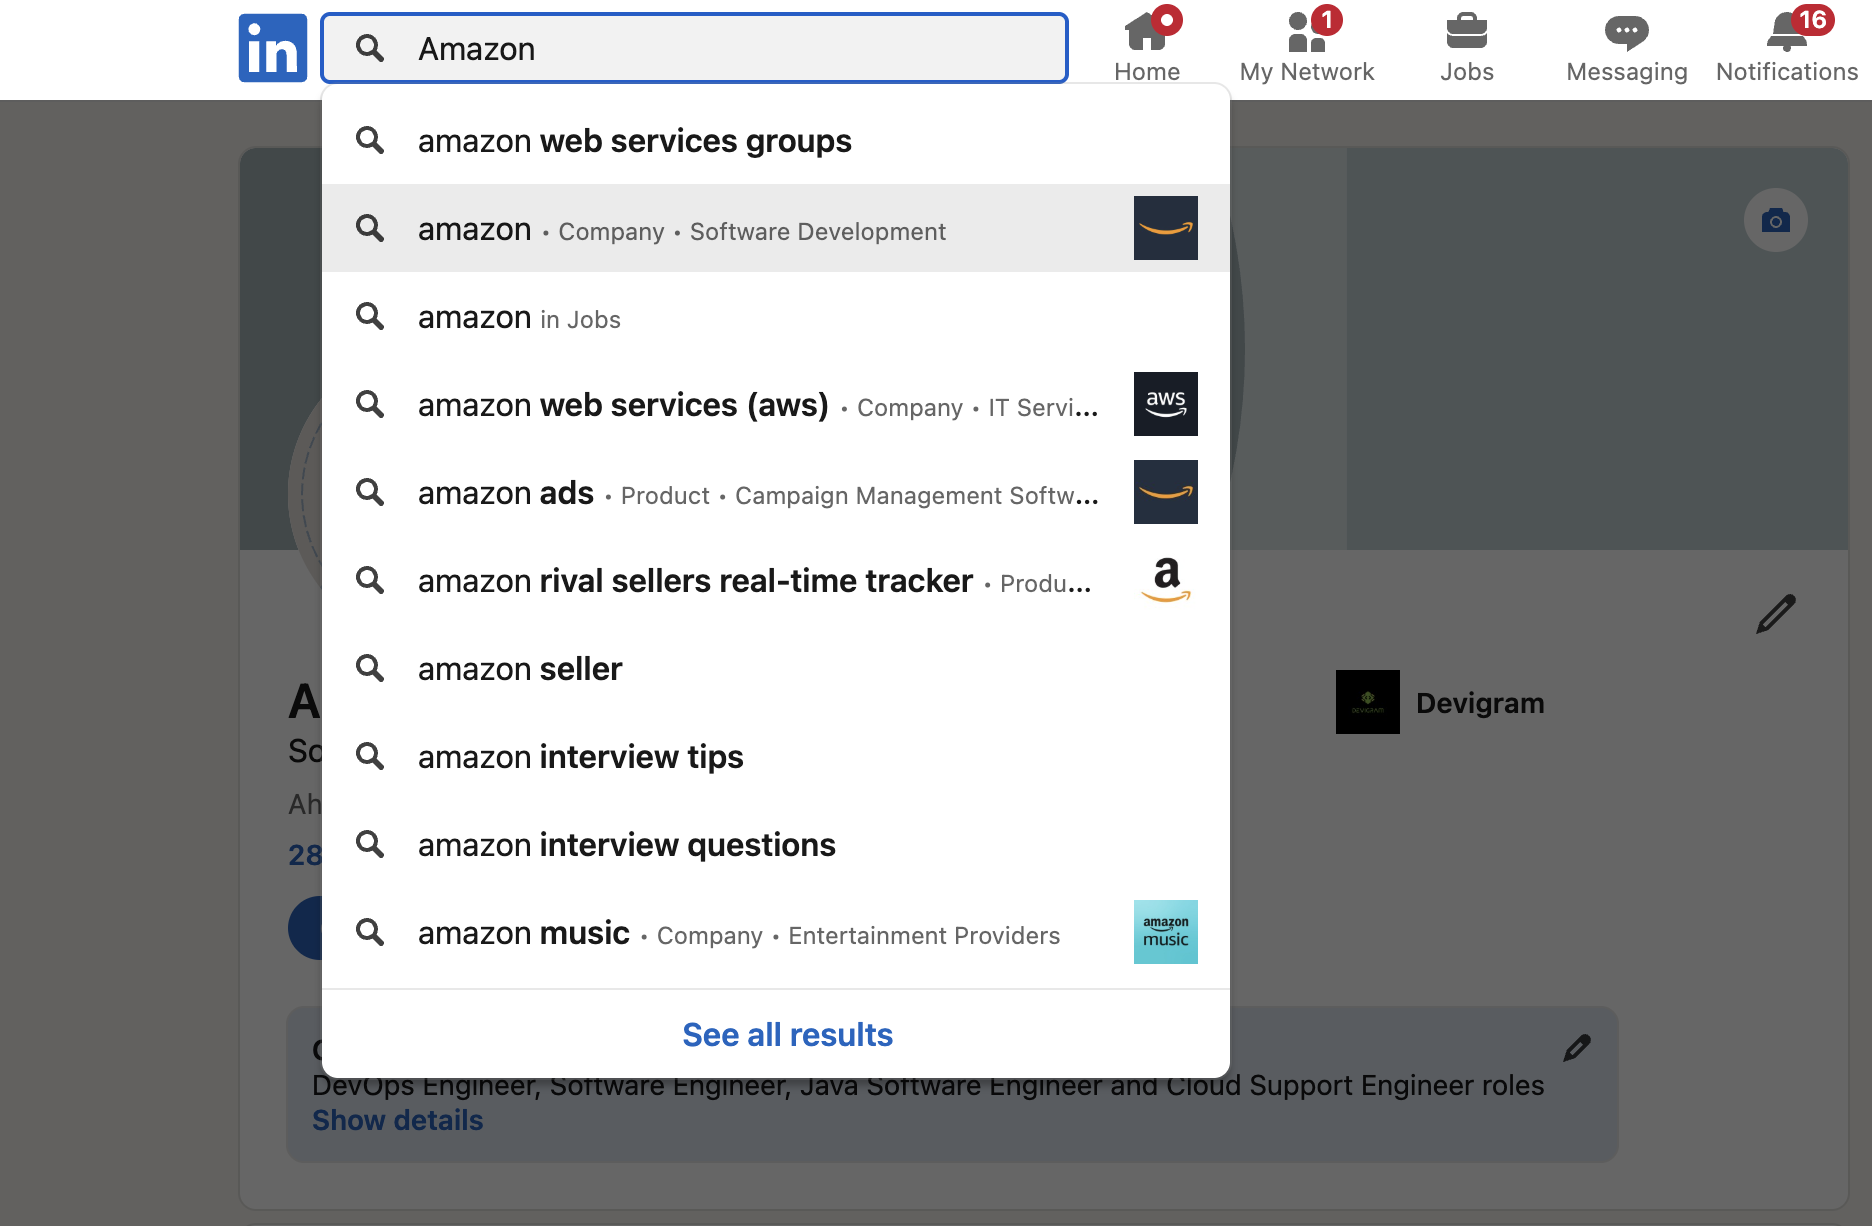 in
Amazon
Home
1
My Network
Jobs
Messaging
16
Notifications
amazon web services groups
amazon • Company • Software Development
amazon in Jobs
amazon web services (aws) • Company • IT Servi...
aws
amazon ads • Product • Campaign Management Softw...
amazon rival sellers real-time tracker • Produ...
a
amazon seller
amazon interview tips
amazon interview questions
amazon music • Company • Entertainment Providers
amazon
music
See all results
A
So
Ah
28
DEVIGRAM
Devigram
DevOps Engineer, Software Engineer, Java Software Engineer and Cloud Support Engineer roles
Show details